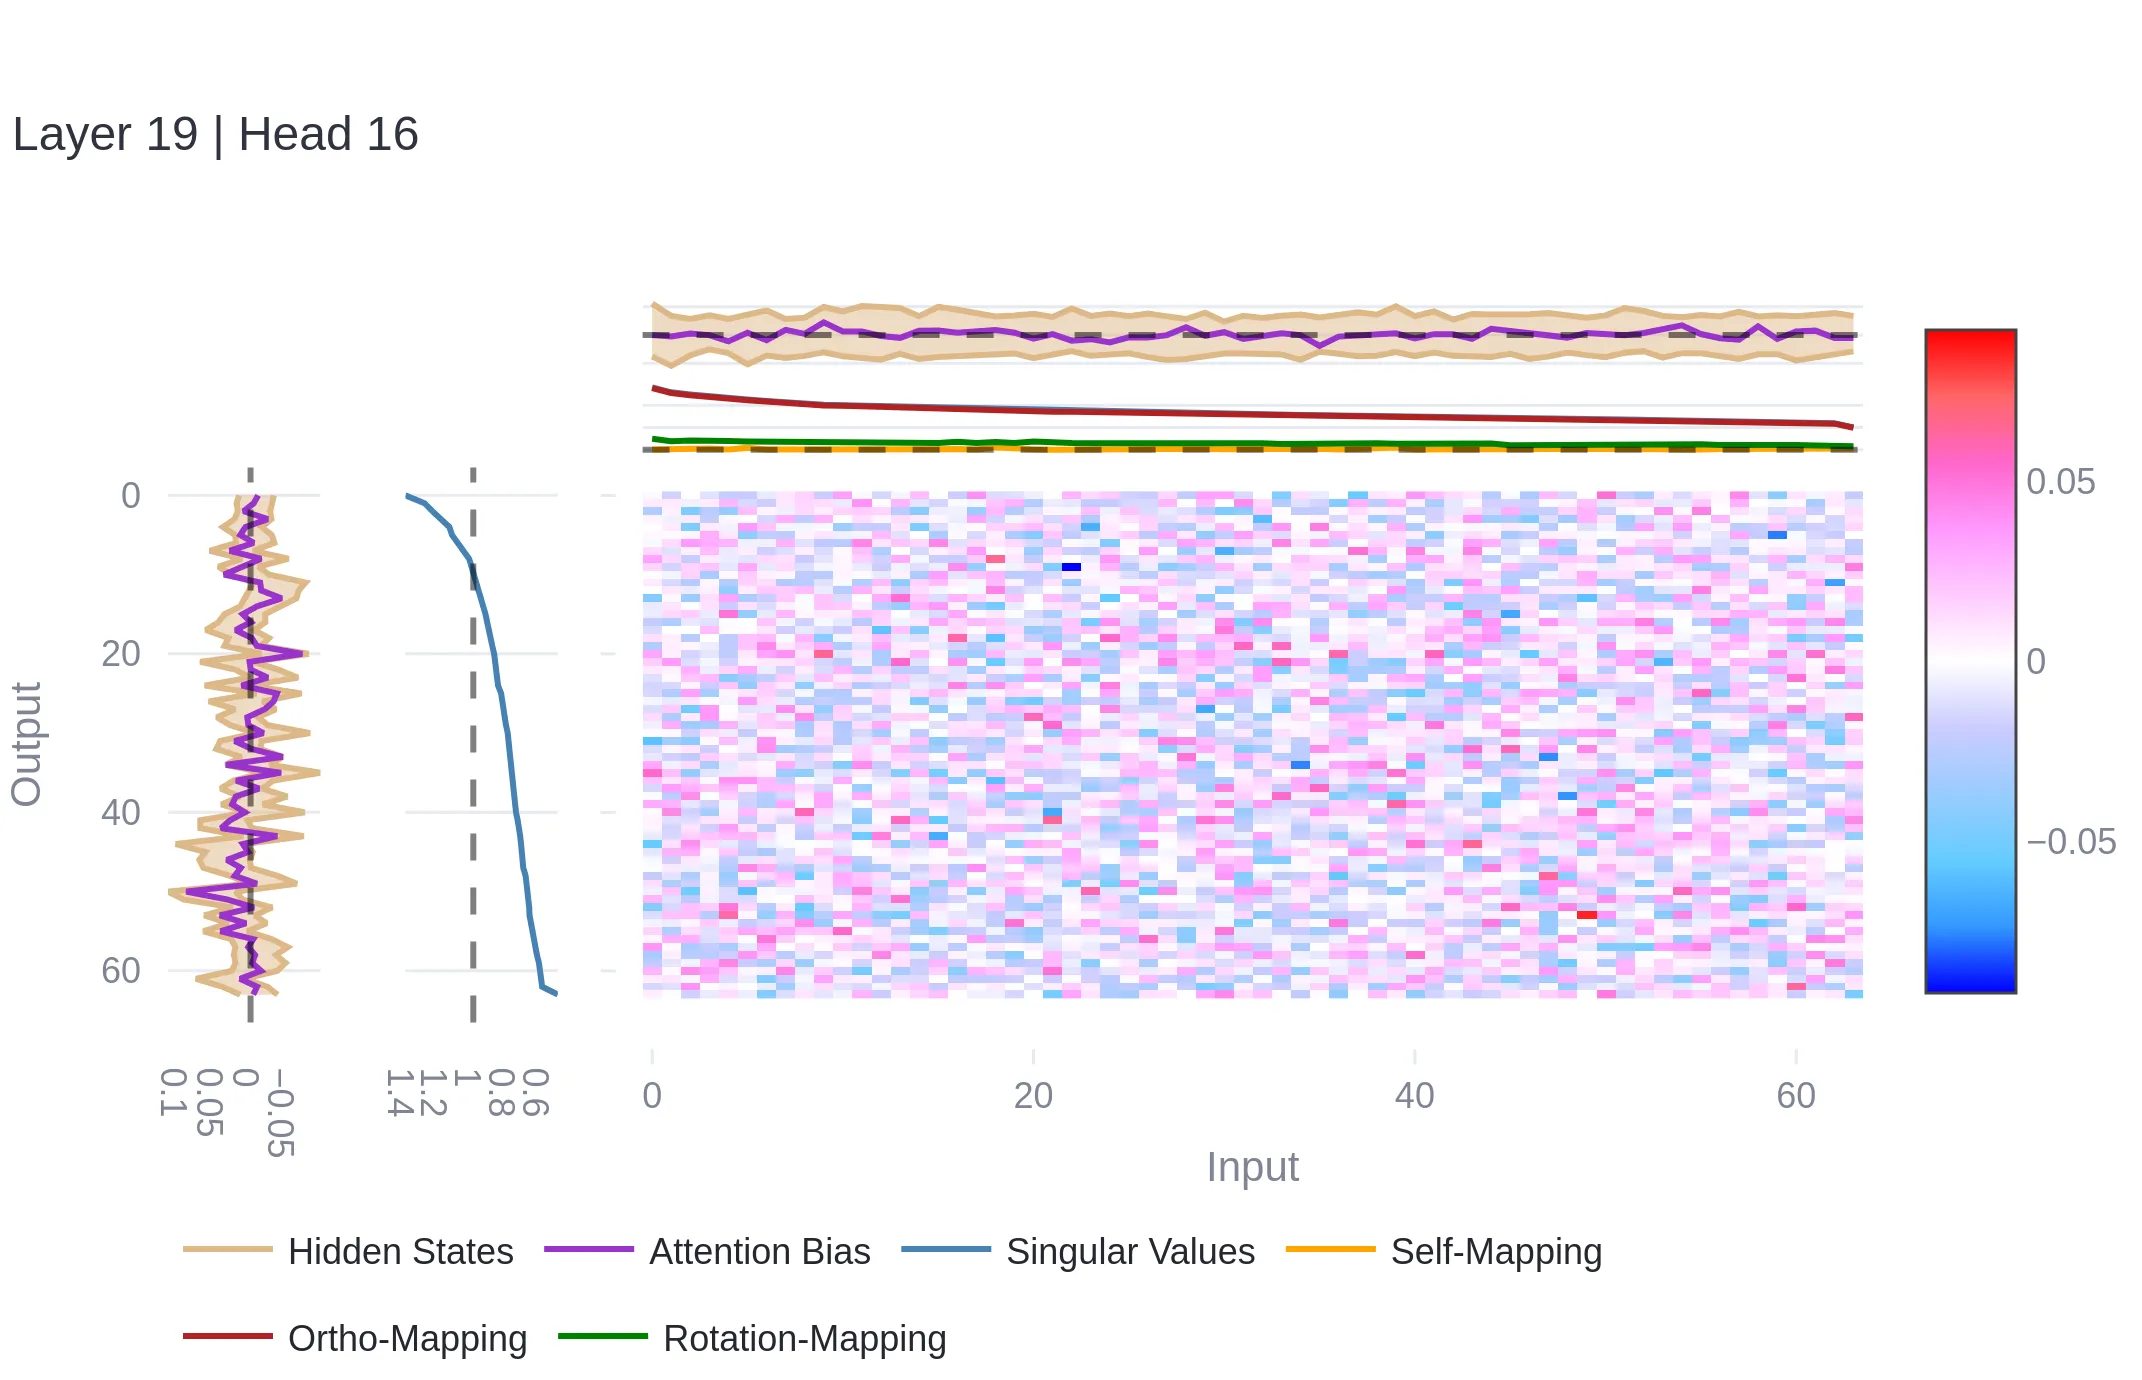 Layer 19 | Head 16
0
20
40
60
Output
0.1
0.05
0
−0.05
1.4
1.2
1
0.8
0.6
0
20
40
60
Input
0.05
0
−0.05
Hidden States
Attention Bias
Singular Values
Self-Mapping
Ortho-Mapping
Rotation-Mapping